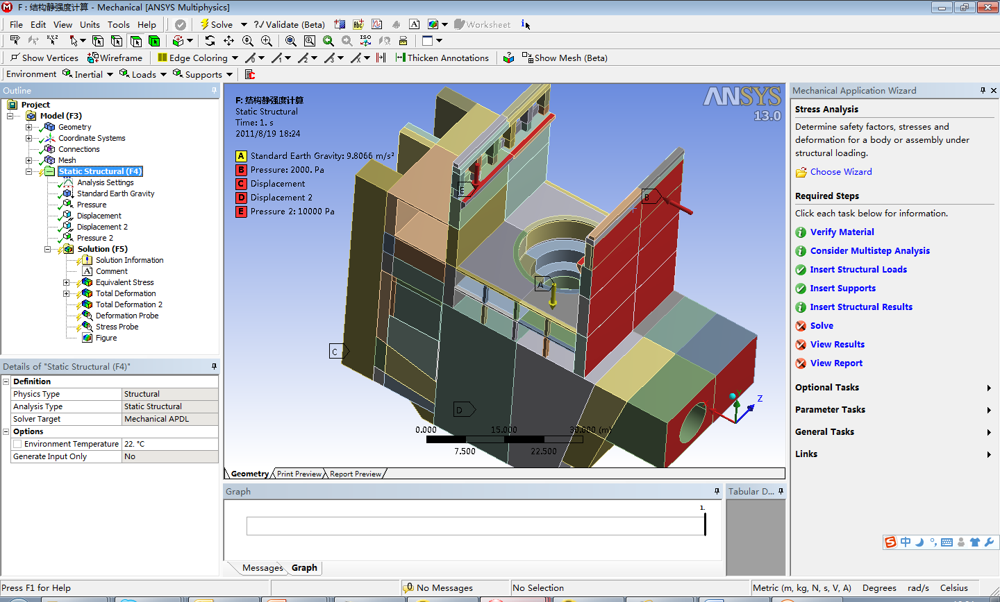 F : 结构静强度计算 - Mechanical [ANSYS Multiphysics]
File Edit View Units Tools Help Solve ?√ Validate (Beta) Worksheet
Show Vertices Wireframe Edge Coloring Thicken Annotations Show Mesh (Beta)
Environment Inertial Loads Supports
Outline
Project
Model (F3)
Geometry
Coordinate Systems
Connections
Mesh
Static Structural (F4)
Analysis Settings
Standard Earth Gravity
Pressure
Displacement
Displacement 2
Pressure 2
Solution (F5)
Solution Information
Comment
Equivalent Stress
Total Deformation
Total Deformation 2
Deformation Probe
Stress Probe
Figure
Details of "Static Structural (F4)"
Definition
Physics Type Structural
Analysis Type Static Structural
Solver Target Mechanical APDL
Options
Environment Temperature 22. °C
Generate Input Only No
F: 结构静强度计算
Static Structural
Time: 1. s
2011/8/19 18:24
A Standard Earth Gravity: 9.8066 m/s²
B Pressure: 2000. Pa
C Displacement
D Displacement 2
E Pressure 2: 10000 Pa
ANSYS
13.0
E
B
A
C
D
Z
0.000 15.000 30.000 (m)
7.500 22.500
Geometry Print Preview Report Preview
Graph
1.
Messages Graph
Tabular D...
Mechanical Application Wizard
Stress Analysis
Determine safety factors, stresses and
deformation for a body or assembly under
structural loading.
Choose Wizard
Required Steps
Click each task below for information.
Verify Material
Consider Multistep Analysis
Insert Structural Loads
Insert Supports
Insert Structural Results
Solve
View Results
View Report
Optional Tasks
Parameter Tasks
General Tasks
Links
中
Press F1 for Help
0 No Messages
No Selection
Metric (m, kg, N, s, V, A) Degrees rad/s Celsius